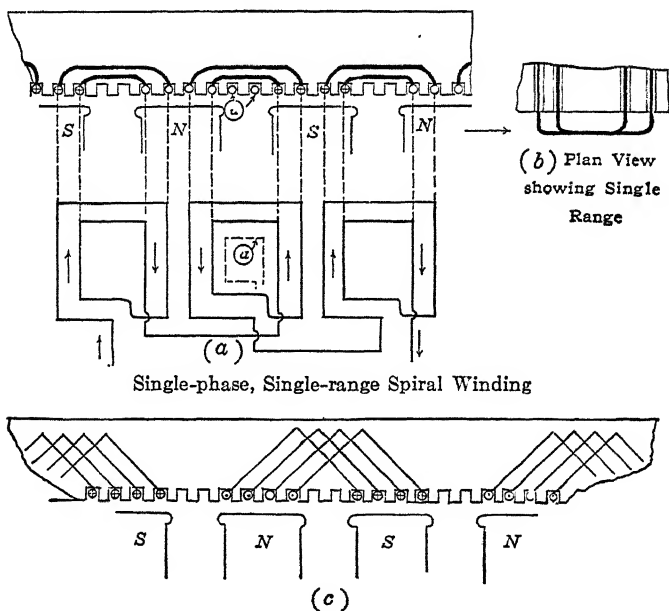 a
S N S N
(b) Plan View
showing Single
Range
a
(a)
Single-phase, Single-range Spiral Winding
S N S N
(c)